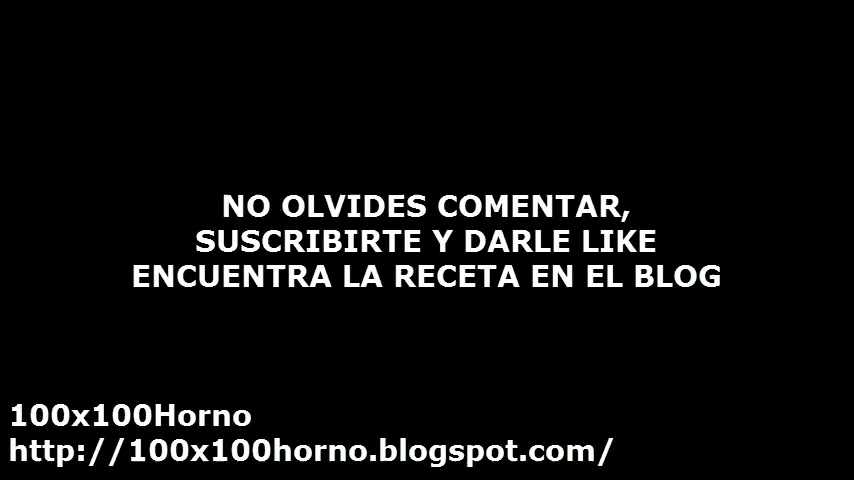 NO OLVIDES COMENTAR,
SUSCRIBIRTE Y DARLE LIKE
ENCUENTRA LA RECETA EN EL BLOG
100x100Horno
http://100x100horno.blogspot.com/